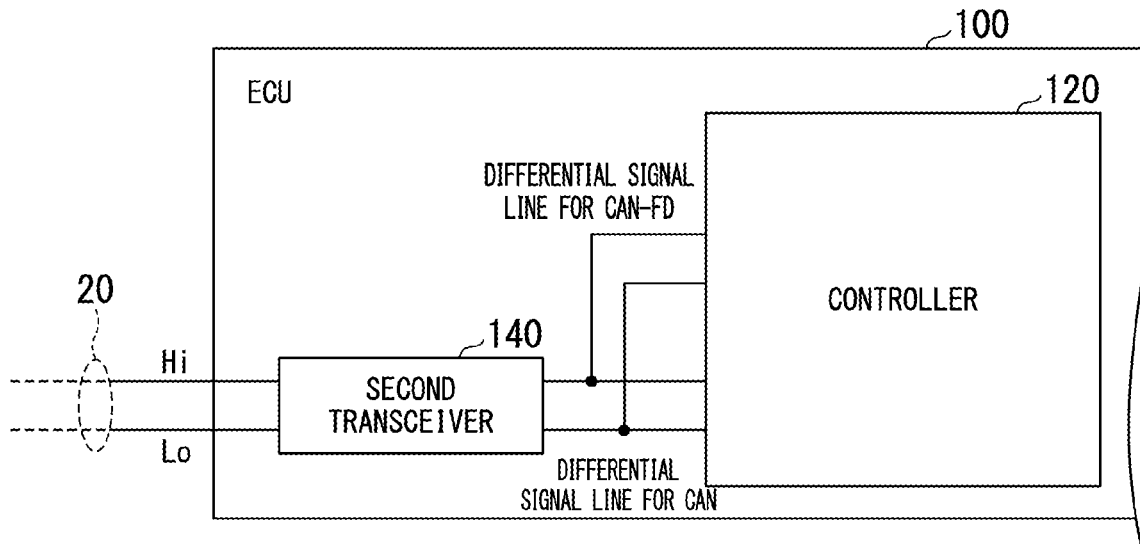 100
ECU
120
DIFFERENTIAL SIGNAL
LINE FOR CAN-FD
CONTROLLER
20
140
Hi
SECOND
TRANSCEIVER
Lo
DIFFERENTIAL
SIGNAL LINE FOR CAN